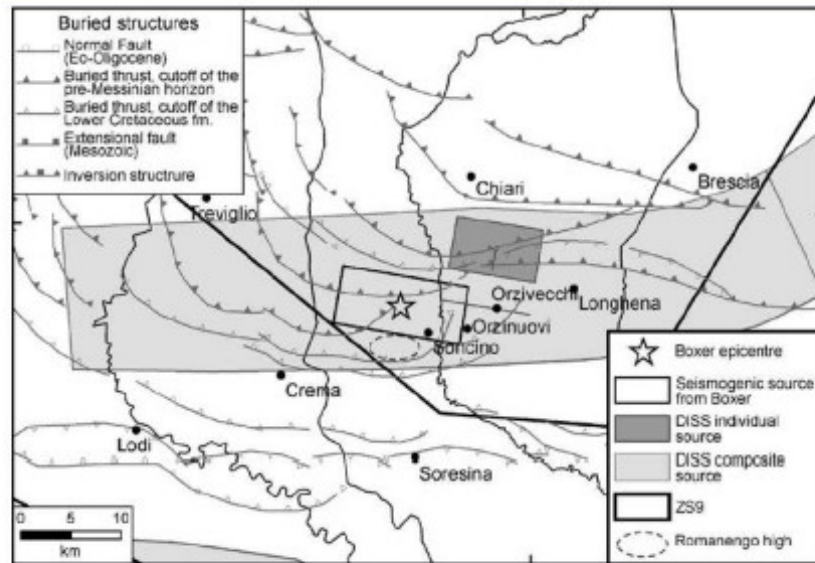 Buried structures
Normal Fault
(Eo-Oligocene)
Buried thrust, cutoff of the
pre-Messinian horizon
Buried thrust, cutoff of the
Lower Cretaceous fm.
Extensional fault
(Mesozoic)
Inversion structrure
Chiari
Brescia
Treviglio
Orzivecchi
Longhena
Orzinuovi
Soncino
Crema
Lodi
Soresina
0 5 10
km
Boxer epicentre
Seismogenic source
from Boxer
DISS individual
source
DISS composite
source
ZS9
Romanengo high